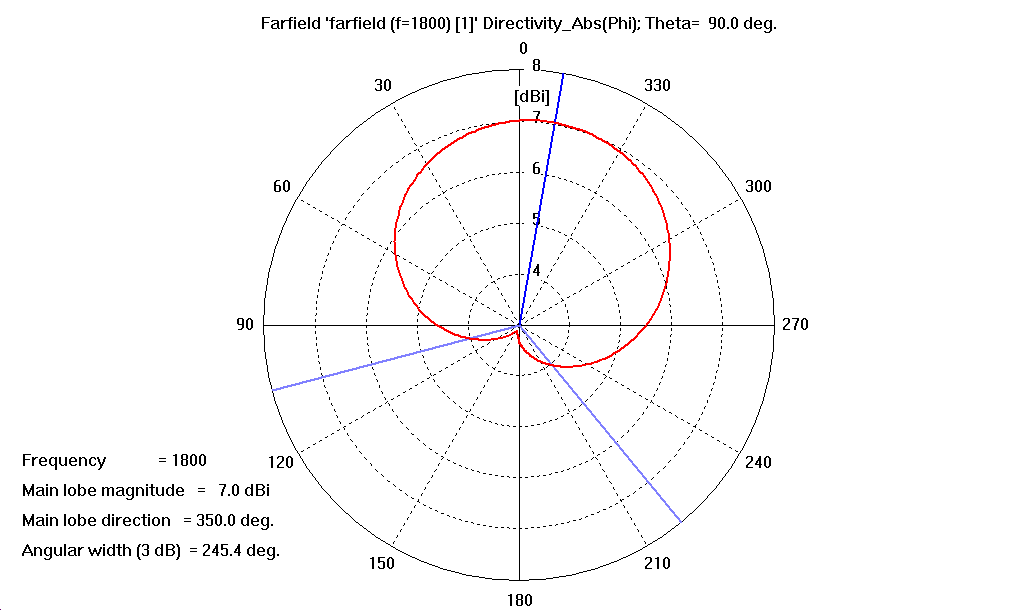 Farfield 'farfield (f=1800) [1]' Directivity_Abs(Phi); Theta= 90.0 deg.
0
8
30
330
[dBi]
7
6
60
300
5
4
90
270
120
240
150
210
180
Frequency = 1800
Main lobe magnitude = 7.0 dBi
Main lobe direction = 350.0 deg.
Angular width (3 dB) = 245.4 deg.